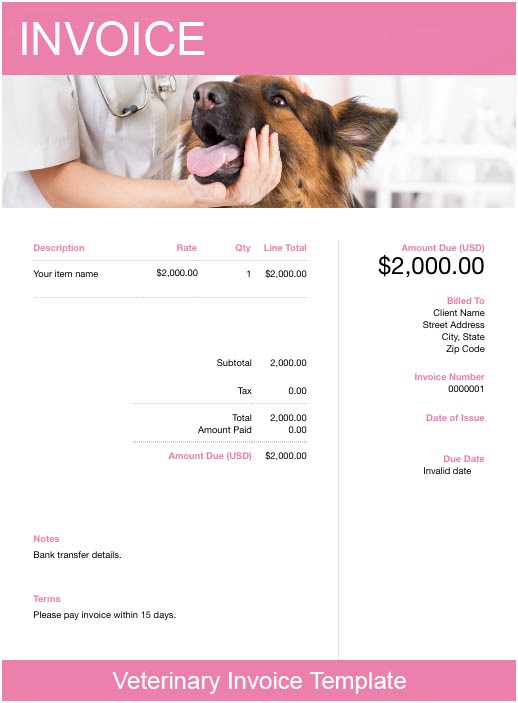 INVOICE
Description Rate Qty Line Total
Your item name $2,000.00 1 $2,000.00
Subtotal 2,000.00
Tax 0.00
Total 2,000.00
Amount Paid 0.00
Amount Due (USD) $2,000.00
Notes
Bank transfer details.
Terms
Please pay invoice within 15 days.
Amount Due (USD)
$2,000.00
Billed To
Client Name
Street Address
City, State
Zip Code
Invoice Number
0000001
Date of Issue
Due Date
Invalid date
Veterinary Invoice Template